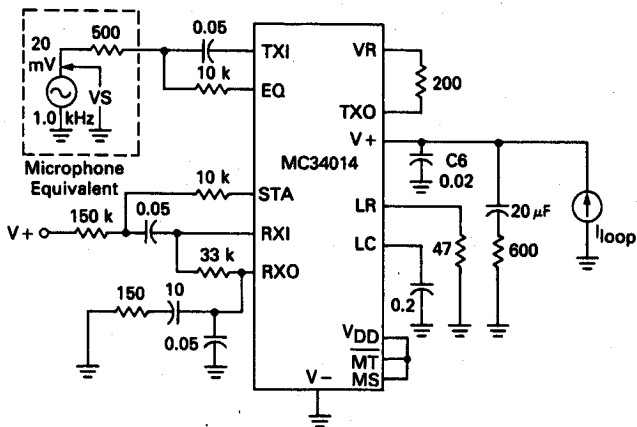 20
mV
500
0.05
TXI
10 k
EQ
VS
1.0 kHz
Microphone
Equivalent
VR
200
TXO
V+
MC34014
C6
0.02
10 k
STA
V+
150 k
0.05
RXI
33 k
RXO
150
10
0.05
LR
LC
47
0.2
20 μF
600
Iloop
VDD
MT
MS
V−